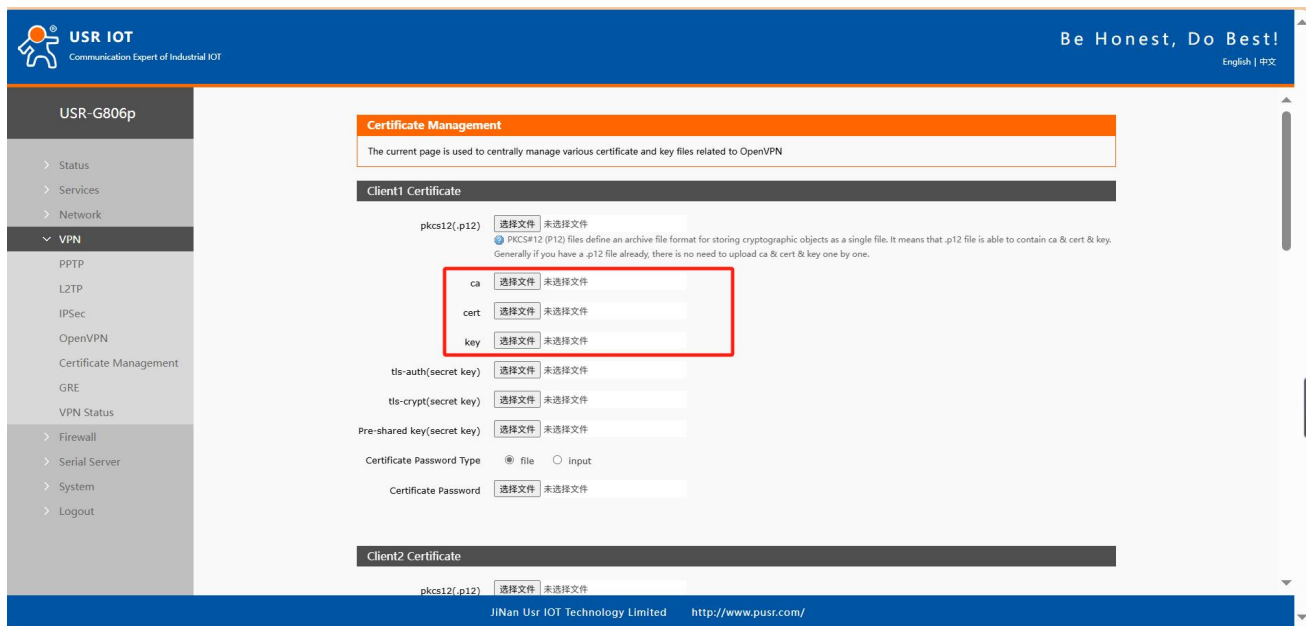 USR IOT
Communication Expert of Industrial IOT
Be Honest, Do Best!
English | 中文
USR-G806p
Status
Services
Network
VPN
PPTP
L2TP
IPSec
OpenVPN
Certificate Management
GRE
VPN Status
Firewall
Serial Server
System
Logout
Certificate Management
The current page is used to centrally manage various certificate and key files related to OpenVPN
Client1 Certificate
pkcs12(.p12) 选择文件 未选择文件
PKCS#12 (P12) files define an archive file format for storing cryptographic objects as a single file. It means that .p12 file is able to contain ca & cert & key.
Generally if you have a .p12 file already, there is no need to upload ca & cert & key one by one.
ca 选择文件 未选择文件
cert 选择文件 未选择文件
key 选择文件 未选择文件
tls-auth(secret key) 选择文件 未选择文件
tls-crypt(secret key) 选择文件 未选择文件
Pre-shared key(secret key) 选择文件 未选择文件
Certificate Password Type file input
Certificate Password 选择文件 未选择文件
Client2 Certificate
pkcs12(.p12) 选择文件 未选择文件
JiNan Usr IOT Technology Limited http://www.pusr.com/